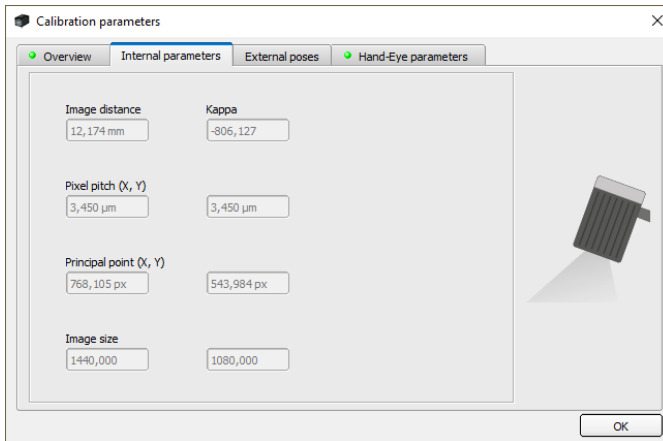 Calibration parameters
Overview Internal parameters External poses Hand-Eye parameters
Image distance Kappa
12,174 mm -806,127
Pixel pitch (X, Y)
3,450 μm 3,450 μm
Principal point (X, Y)
768,105 px 543,984 px
Image size
1440,000 1080,000
OK